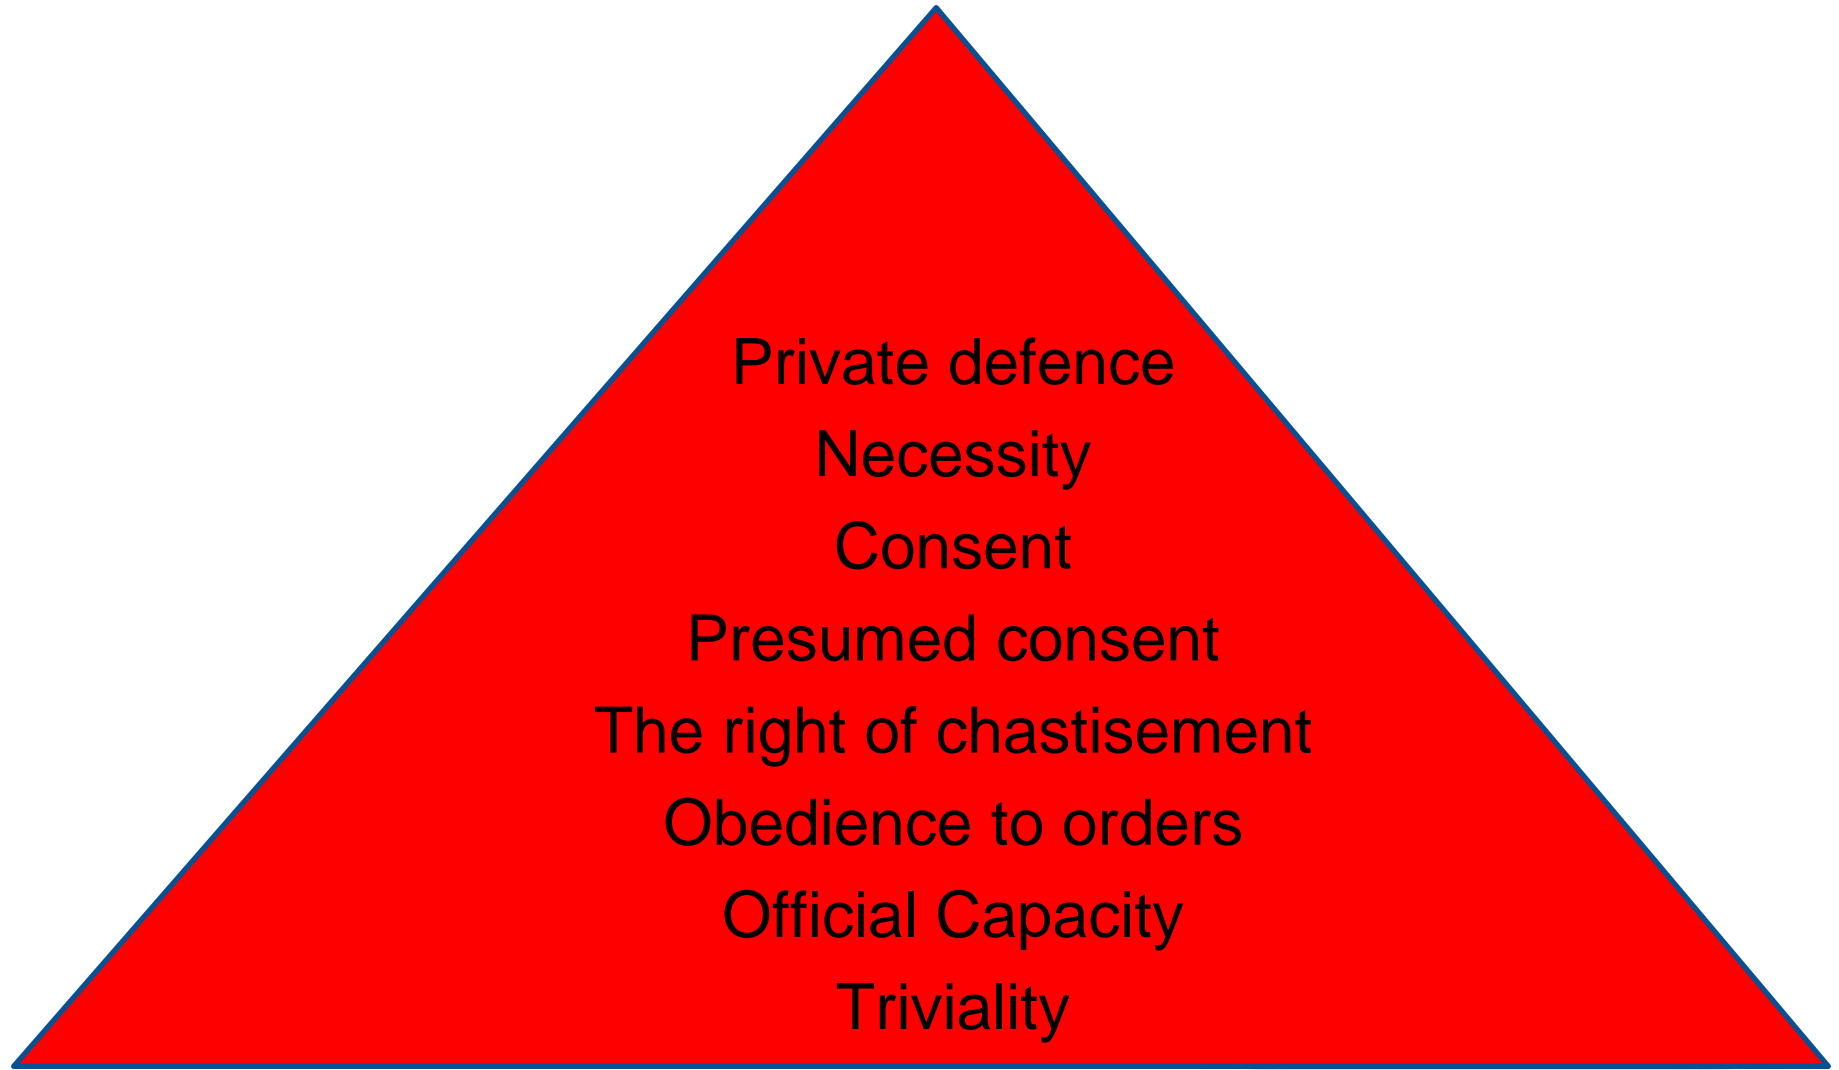 Private defence
Necessity
Consent
Presumed consent
The right of chastisement
Obedience to orders
Official Capacity
Triviality